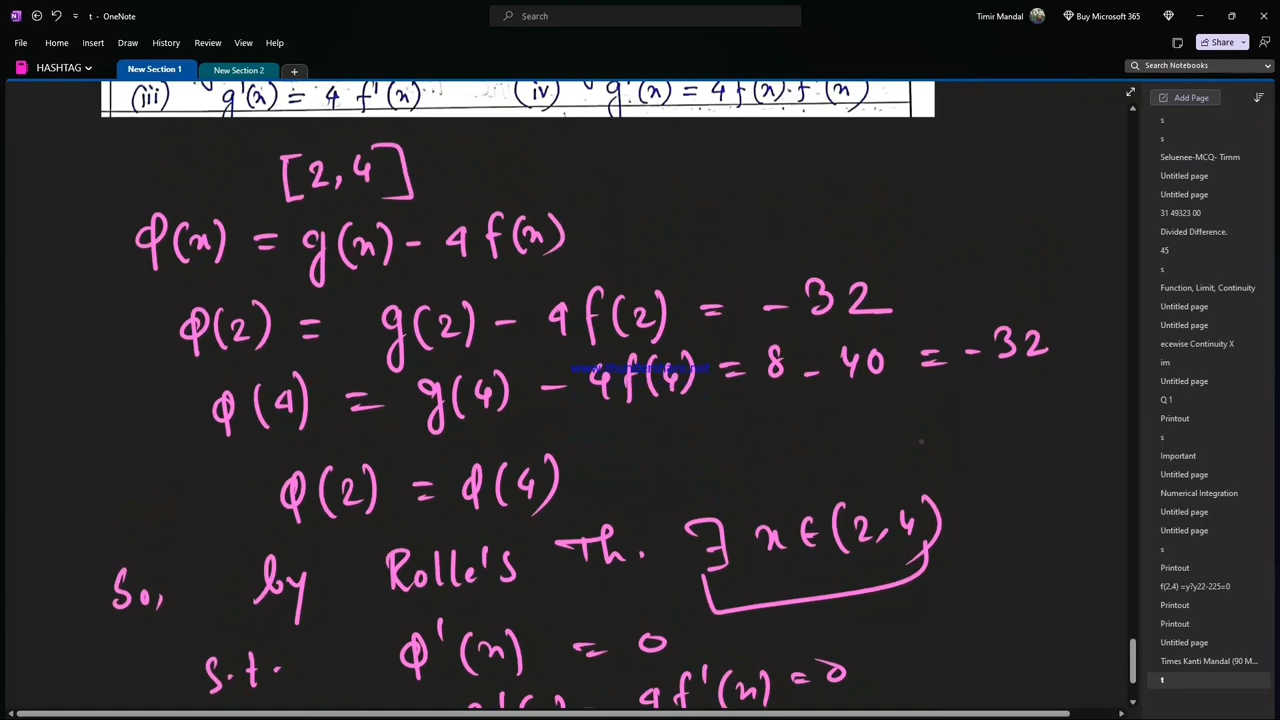 t - OneNote
Search
Timir Mandal
Buy Microsoft 365
File Home Insert Draw History Review View Help
Share
HASHTAG
New Section 1
New Section 2
+
Search Notebooks
Add Page
(iii) g'(x) = 4 f'(x) (iv) g'(x) = 4 f(x). f'(x)
[2, 4]
φ(x) = g(x) - 4 f(x)
φ(2) = g(2) - 4 f(2) = - 32
φ(4) = g(4) - 4 f(4) = 8 - 40 = - 32
φ(2) = φ(4)
So, by Rolle's Th. ∃ x ∈ (2, 4)
s.t. φ'(x) = 0
4 f'(x) = 0
s
s
Seluenee-MCQ- Timm
Untitled page
Untitled page
31 49323 00
Divided Difference.
45
s
Function, Limit, Continuity
Untitled page
Untitled page
ecewise Continuity X
im
Untitled page
Q 1
Printout
s
Important
Untitled page
Numerical Integration
Untitled page
Untitled page
s
Printout
f(2.4) =y?y22-225=0
Printout
Printout
Untitled page
Times Kanti Mandal (90 M...
t